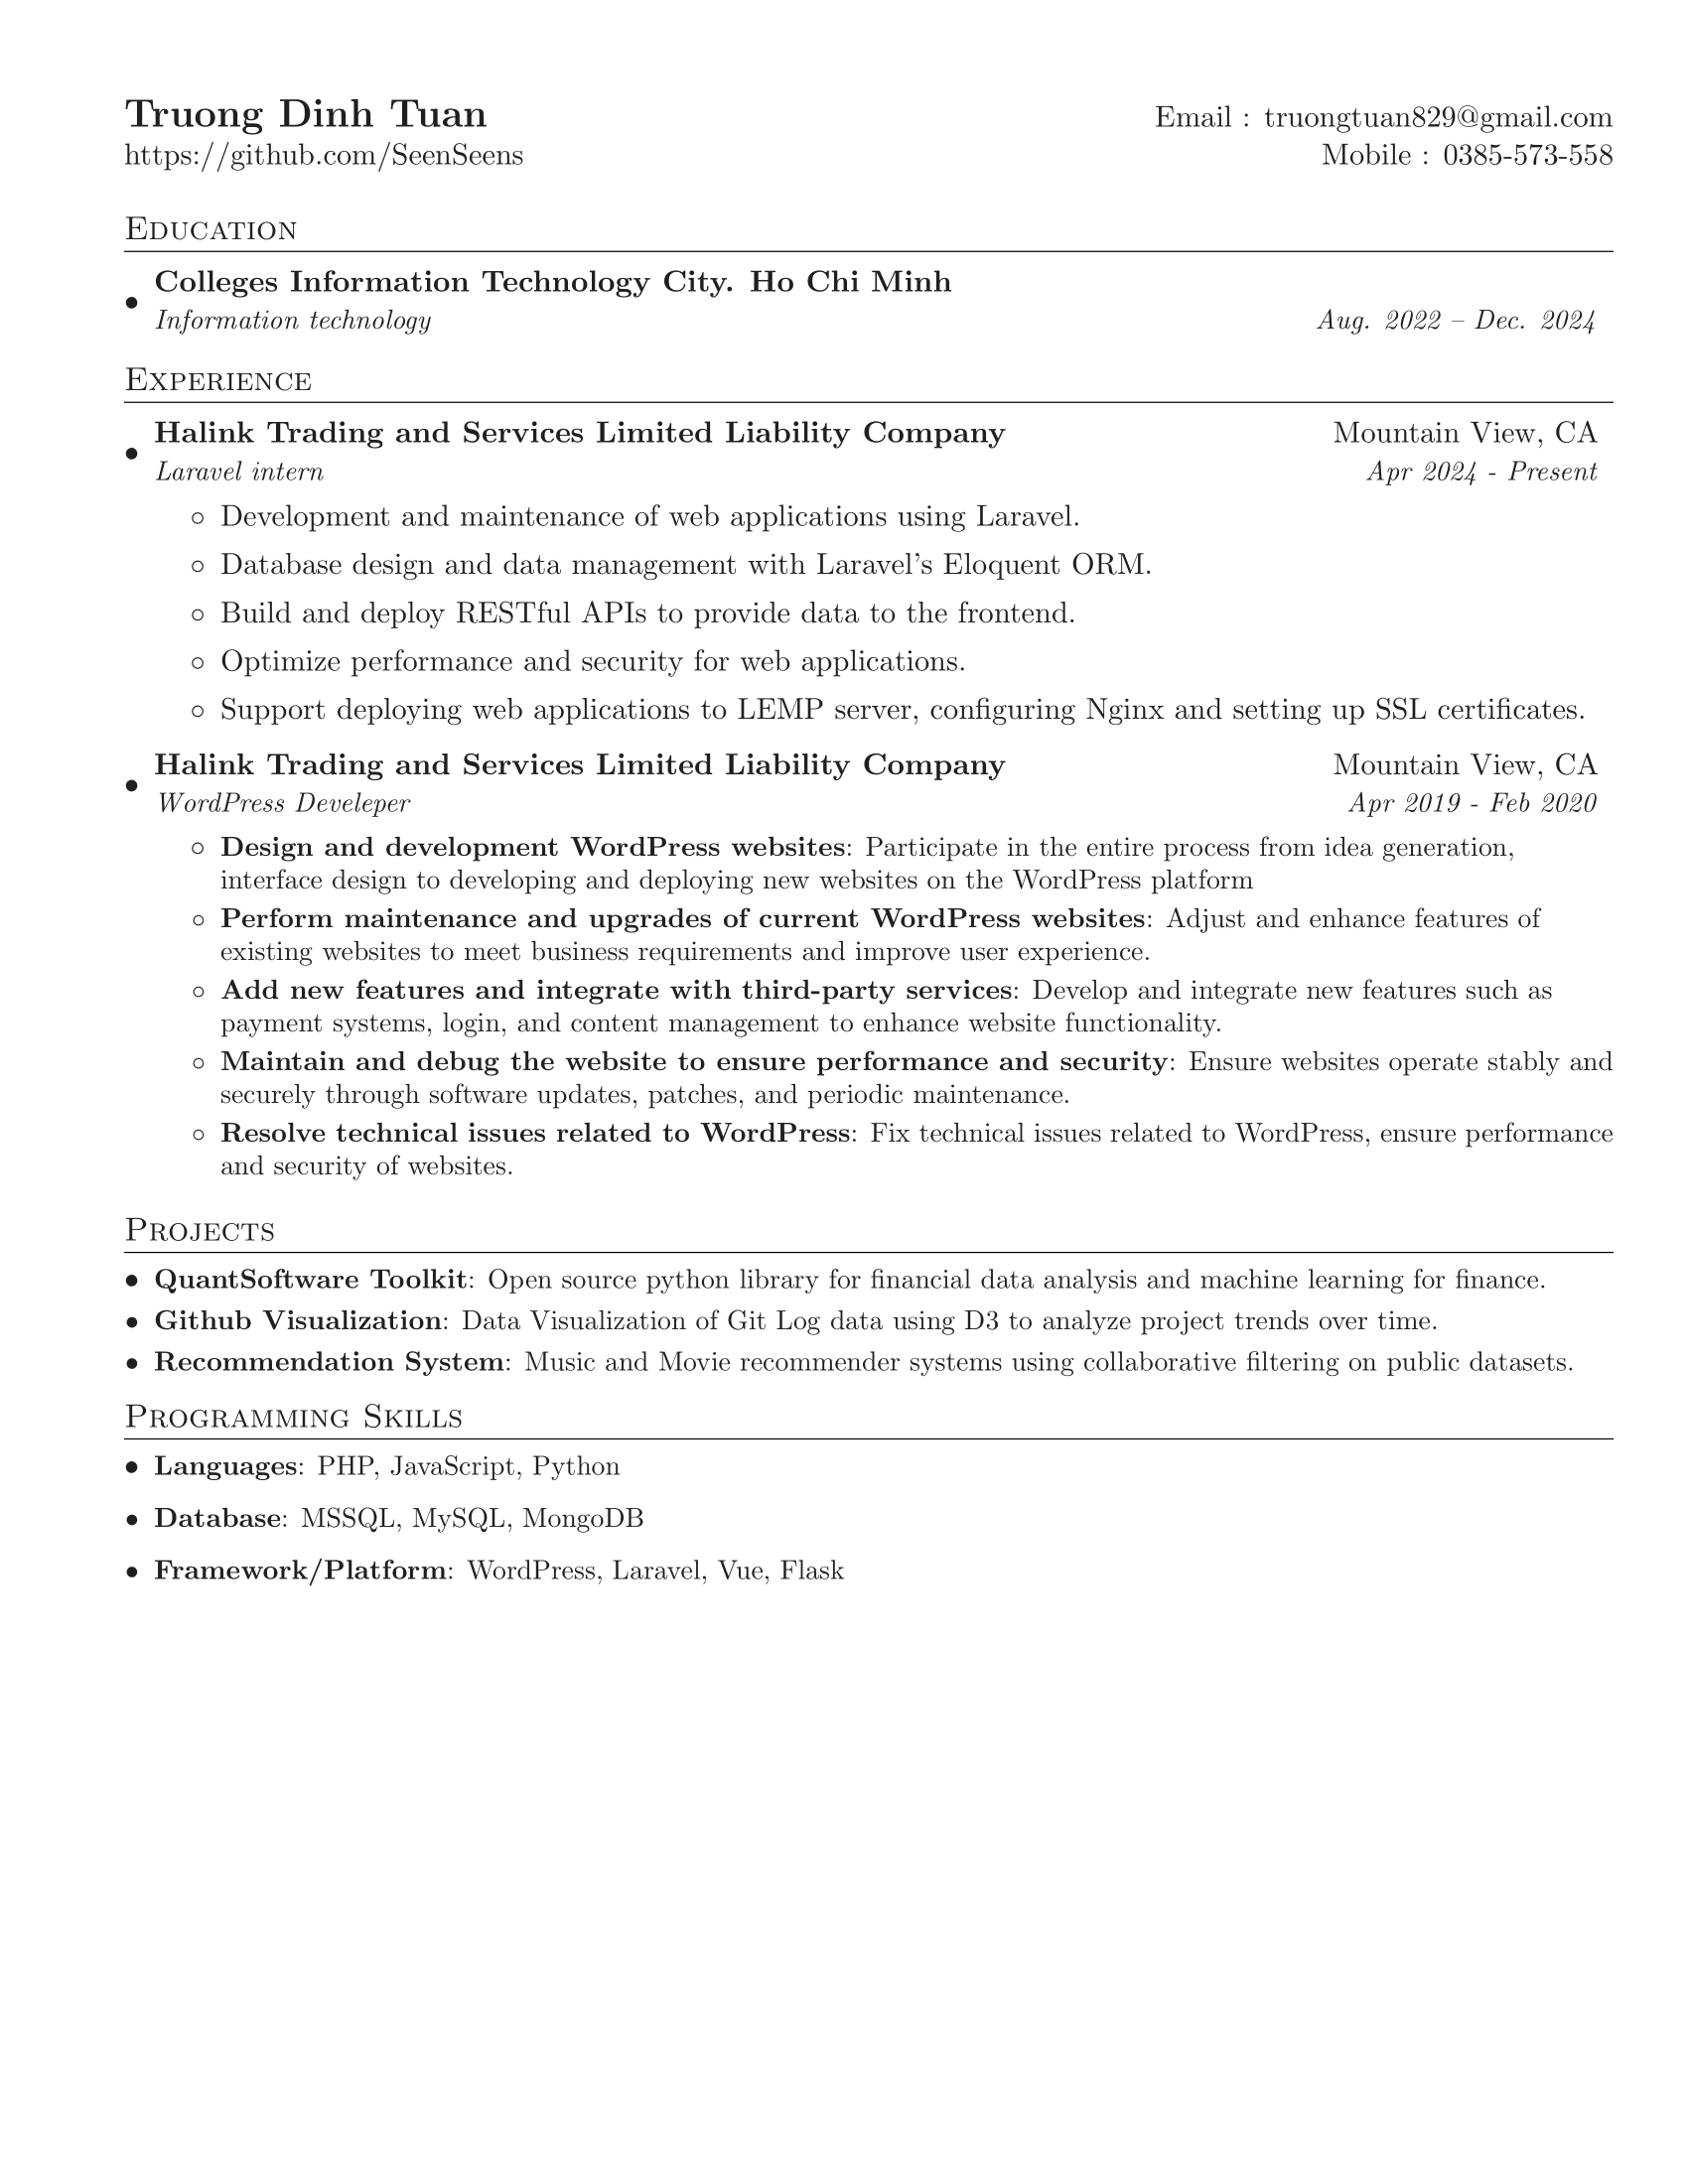 Truong Dinh Tuan
Email : truongtuan829@gmail.com
https://github.com/SeenSeens
Mobile : 0385-573-558
Education
• Colleges Information Technology City. Ho Chi Minh
Information technology
Aug. 2022 – Dec. 2024
Experience
• Halink Trading and Services Limited Liability Company
Mountain View, CA
Laravel intern
Apr 2024 - Present
◦ Development and maintenance of web applications using Laravel.
◦ Database design and data management with Laravel's Eloquent ORM.
◦ Build and deploy RESTful APIs to provide data to the frontend.
◦ Optimize performance and security for web applications.
◦ Support deploying web applications to LEMP server, configuring Nginx and setting up SSL certificates.
• Halink Trading and Services Limited Liability Company
Mountain View, CA
WordPress Develeper
Apr 2019 - Feb 2020
◦ Design and development WordPress websites: Participate in the entire process from idea generation,
interface design to developing and deploying new websites on the WordPress platform
◦ Perform maintenance and upgrades of current WordPress websites: Adjust and enhance features of
existing websites to meet business requirements and improve user experience.
◦ Add new features and integrate with third-party services: Develop and integrate new features such as
payment systems, login, and content management to enhance website functionality.
◦ Maintain and debug the website to ensure performance and security: Ensure websites operate stably and
securely through software updates, patches, and periodic maintenance.
◦ Resolve technical issues related to WordPress: Fix technical issues related to WordPress, ensure performance
and security of websites.
Projects
• QuantSoftware Toolkit: Open source python library for financial data analysis and machine learning for finance.
• Github Visualization: Data Visualization of Git Log data using D3 to analyze project trends over time.
• Recommendation System: Music and Movie recommender systems using collaborative filtering on public datasets.
Programming Skills
• Languages: PHP, JavaScript, Python
• Database: MSSQL, MySQL, MongoDB
• Framework/Platform: WordPress, Laravel, Vue, Flask